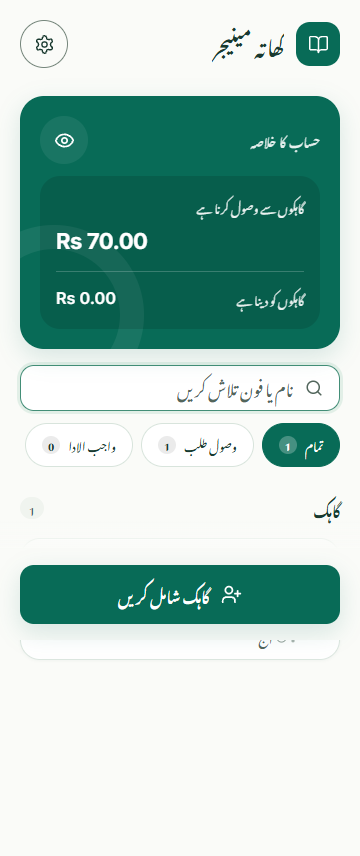 کھاتہ مینیجر
حساب کا خلاصہ
گاہکوں سے وصول کرنا ہے
Rs 70.00
گاہکوں کو دینا ہے
Rs 0.00
نام یا فون تلاش کریں
تمام 1
وصول طلب 1
واجب الادا 0
گاہک
1
گاہک شامل کریں